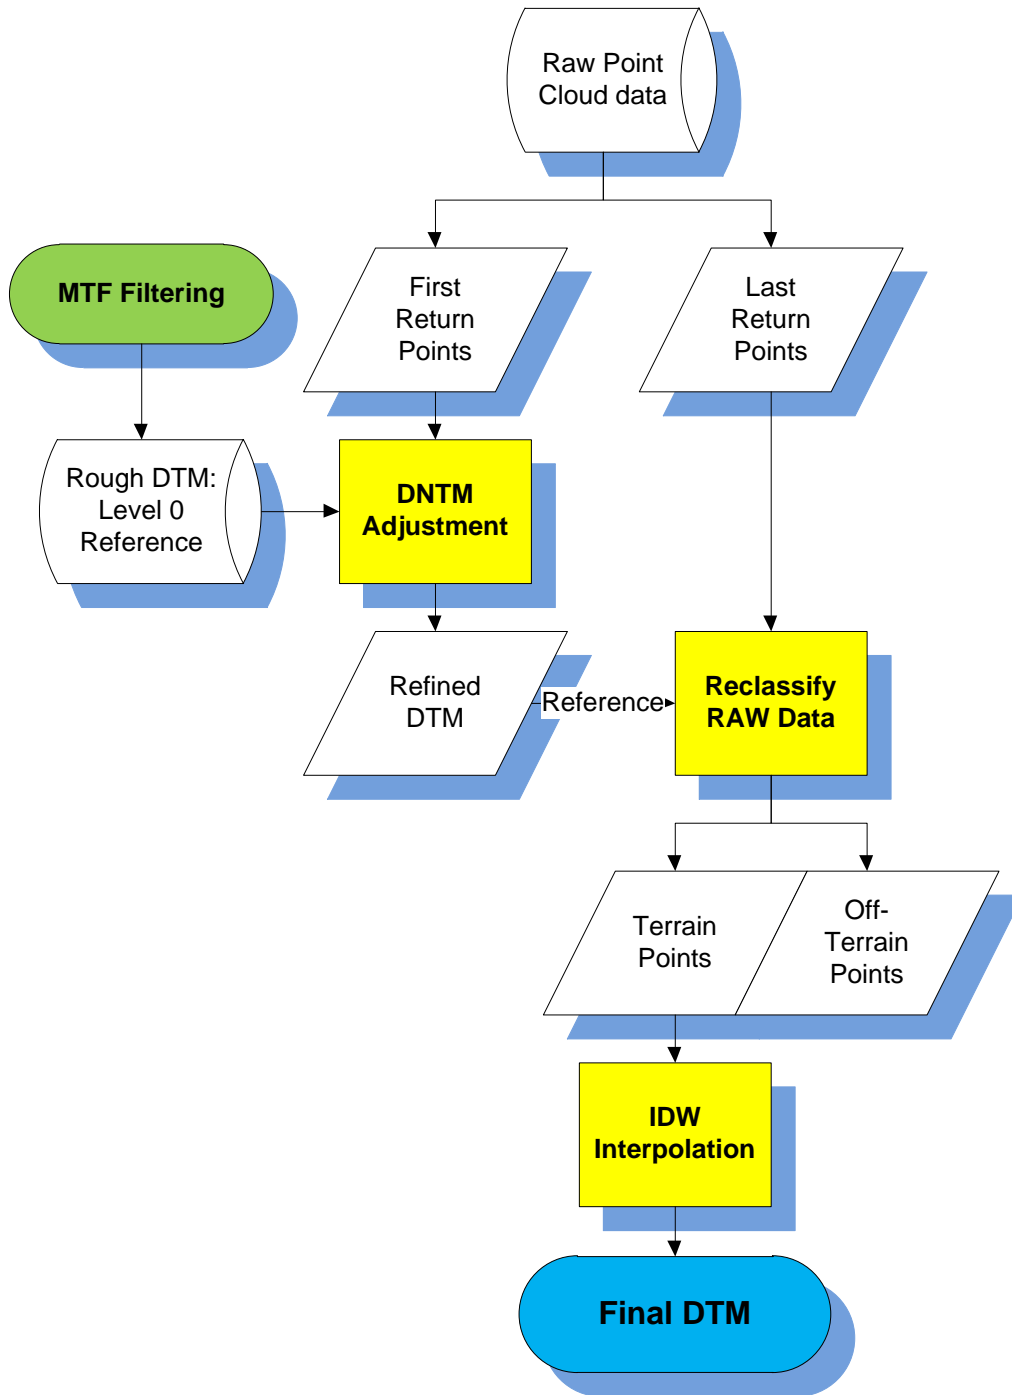 Raw Point
Cloud data
MTF Filtering
First
Return
Points
Last
Return
Points
Rough DTM:
Level 0
Reference
DNTM
Adjustment
Refined
DTM
Reference
Reclassify
RAW Data
Terrain
Points
Off-
Terrain
Points
IDW
Interpolation
Final DTM